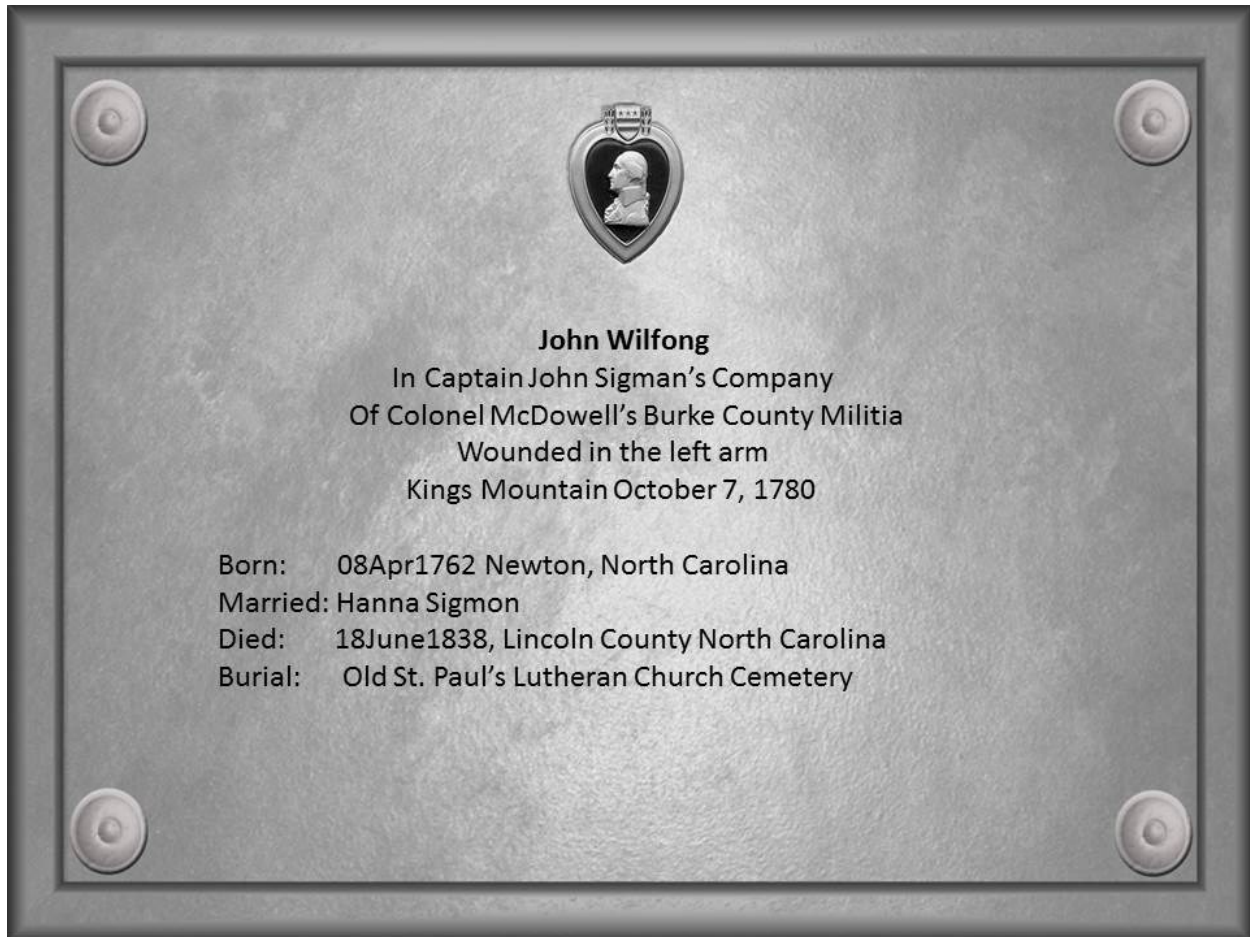 John Wilfong
In Captain John Sigman’s Company
Of Colonel McDowell’s Burke County Militia
Wounded in the left arm
Kings Mountain October 7, 1780
Born: 08Apr1762 Newton, North Carolina
Married: Hanna Sigmon
Died: 18June1838, Lincoln County North Carolina
Burial: Old St. Paul’s Lutheran Church Cemetery